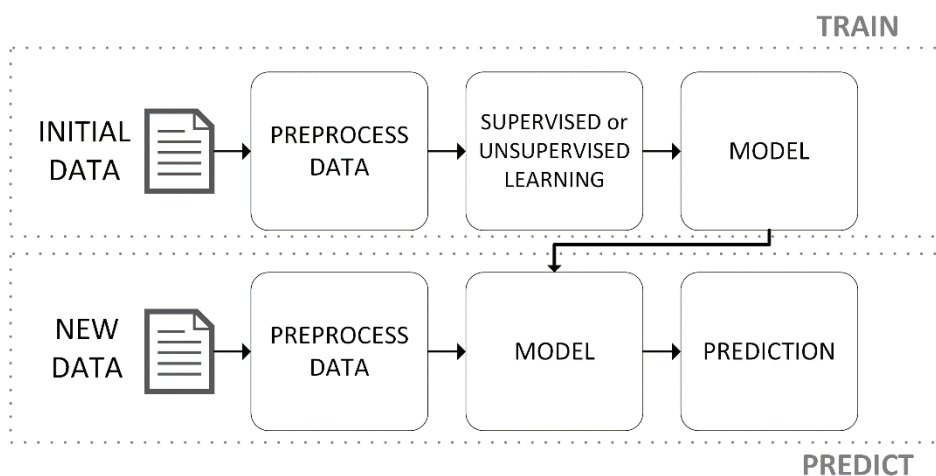 TRAIN
INITIAL
DATA
PREPROCESS
DATA
SUPERVISED or
UNSUPERVISED
LEARNING
MODEL
NEW
DATA
PREPROCESS
DATA
MODEL
PREDICTION
PREDICT